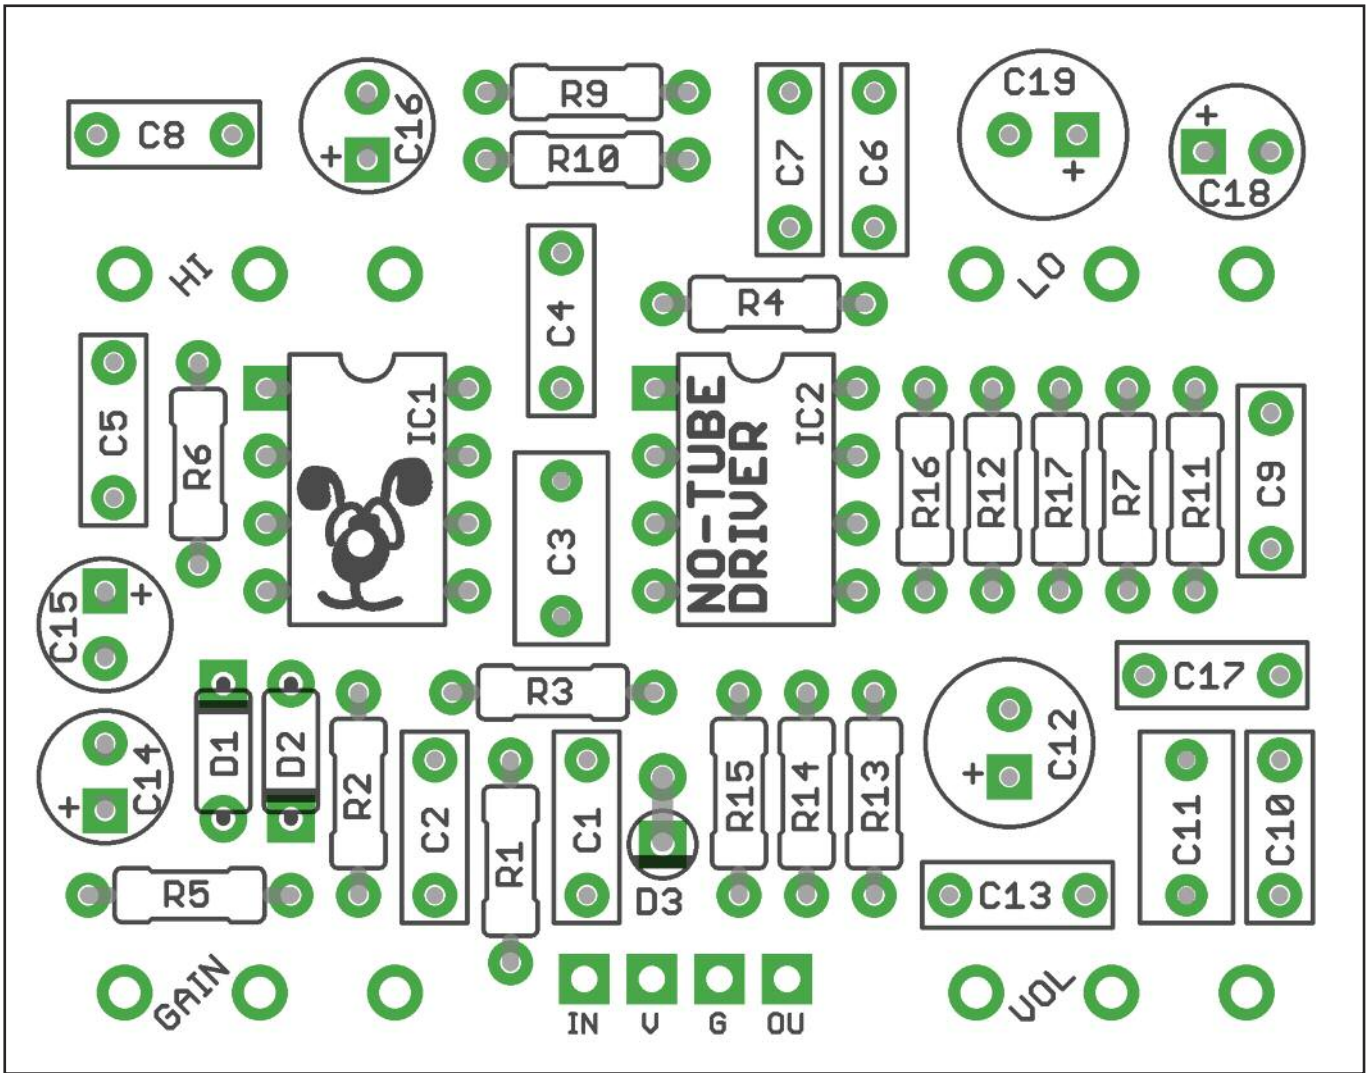 C8
+
C16
R9
R10
C7
C6
C19
+
+
C18
HI
C4
R4
LO
C5
R6
IC1
C3
NO-TUBE
DRIVER
IC2
R16
R12
R17
R7
R11
C9
C15
+
C14
+
D1
D2
R2
R3
C2
R1
C1
D3
R15
R14
R13
+
C12
C17
C11
C10
R5
C13
GAIN
IN
V
G
OU
VOL